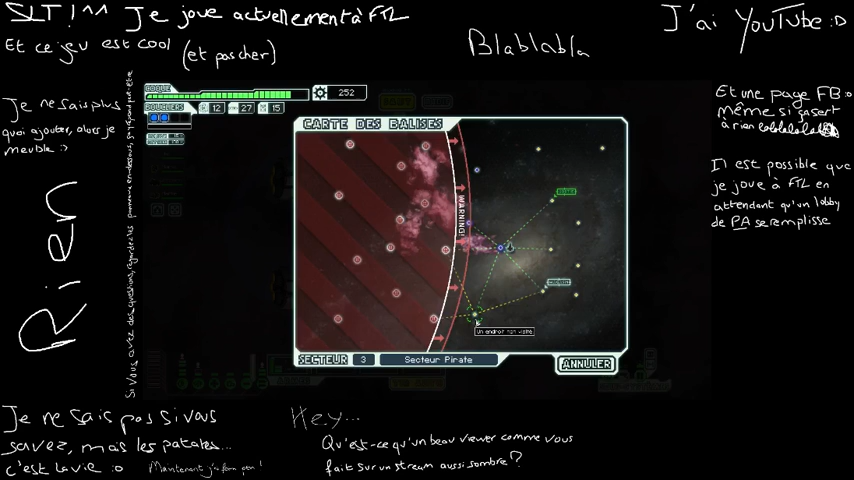 SLT! ^^ Je joue actuellement à FTL
Et ce jeu est cool (et pas cher)
Blablabla
J'ai YouTube :D
Je ne sais plus
quoi ajouter, alors je
meuble :)
Rien
Si vous avez des questions, regardez les
COQUE
252
BOUCLIERS
12 27 15
CARTE DES BALISES
WARNING!
Un endroit non visité
SECTEUR 3 Secteur Pirate
ANNULER
Et une page FB :o
même si ça sert
à rien
Il est possible que
je joue à FTL en
attendant qu'un lobby
de PA se remplisse
Je ne sais pas si vous
savez, mais les patates...
c'est la vie :o
Hey...
Qu'est-ce qu'un beau viewer comme vous
fait sur un stream aussi sombre?